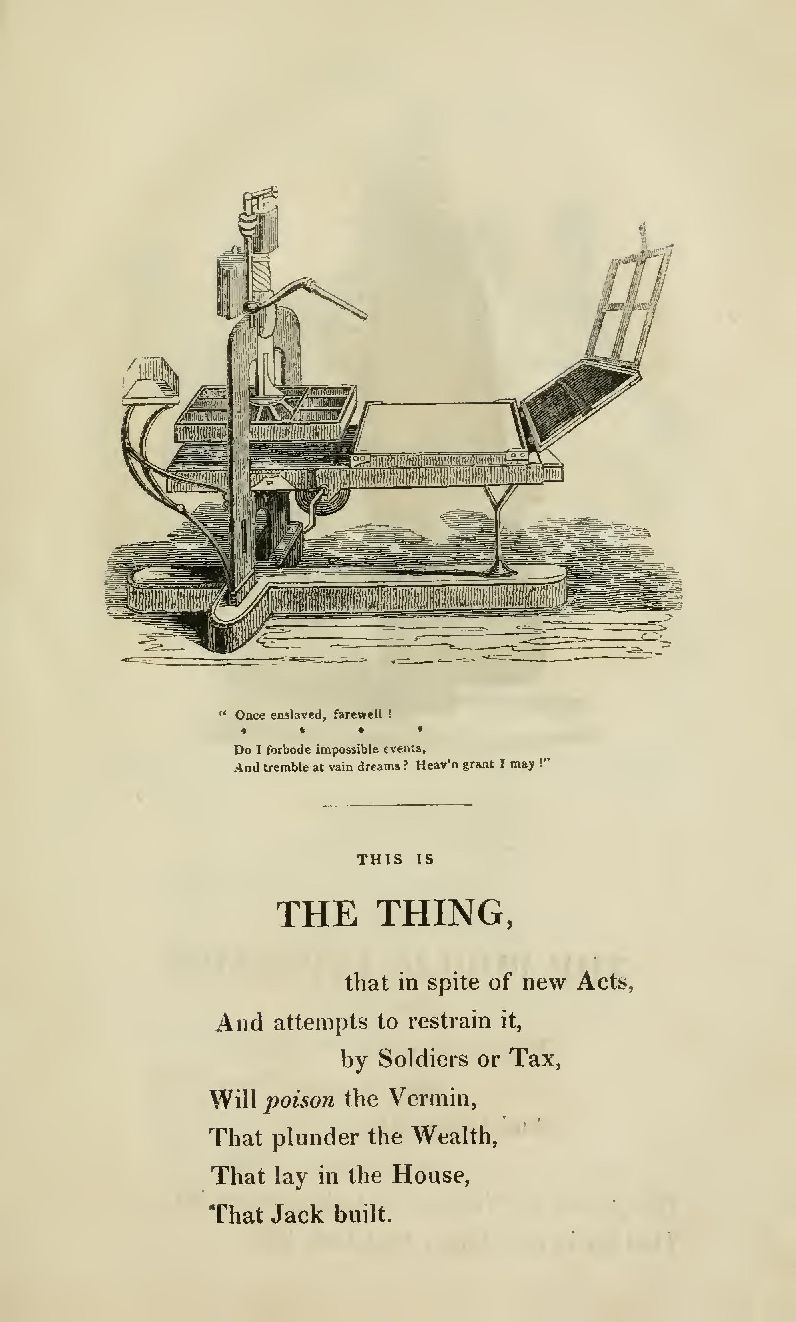 “ Once enslaved, farewell !
* * * *
Do I forbode impossible events,
And tremble at vain dreams? Heav'n grant I may !”
THIS IS
THE THING,
that in spite of new Acts,
And attempts to restrain it,
by Soldiers or Tax,
Will poison the Vermin,
That plunder the Wealth,
That lay in the House,
That Jack built.